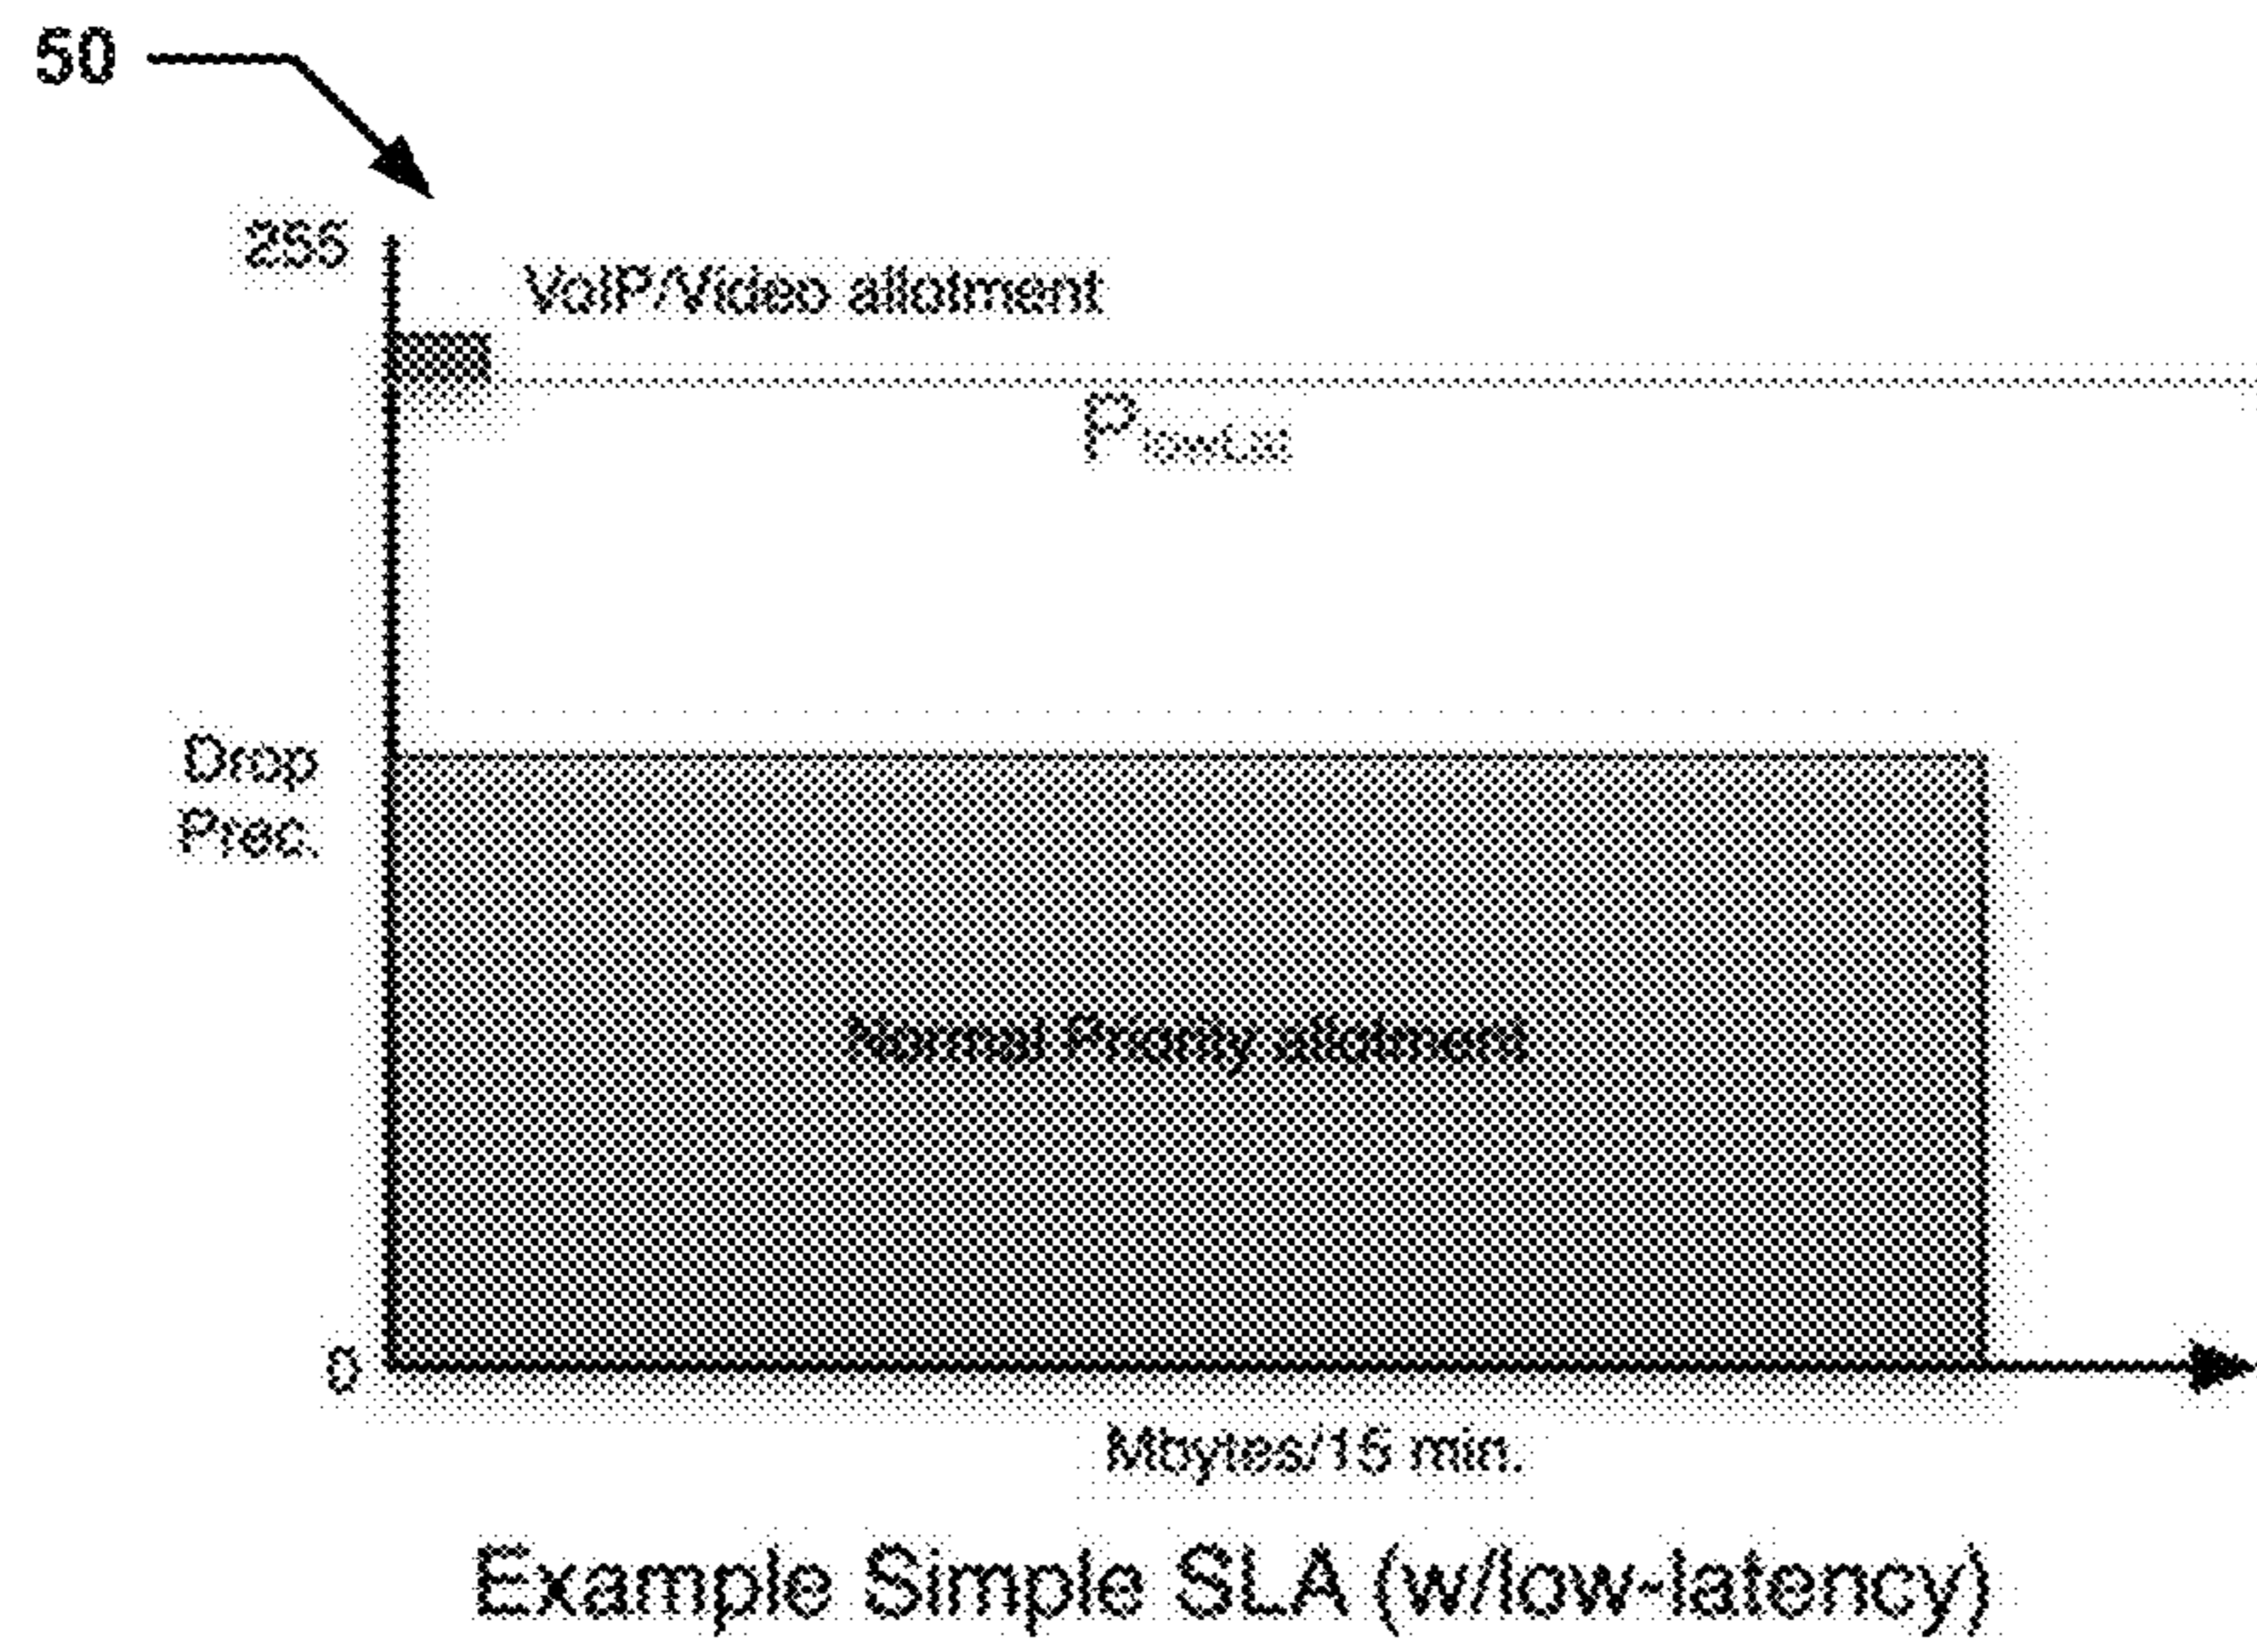 50
255
VoIP/Video allotment
PlowLat
Drop
Prec.
Normal Priority allotment
0
Mbytes/15 min.
Example Simple SLA (w/low-latency)